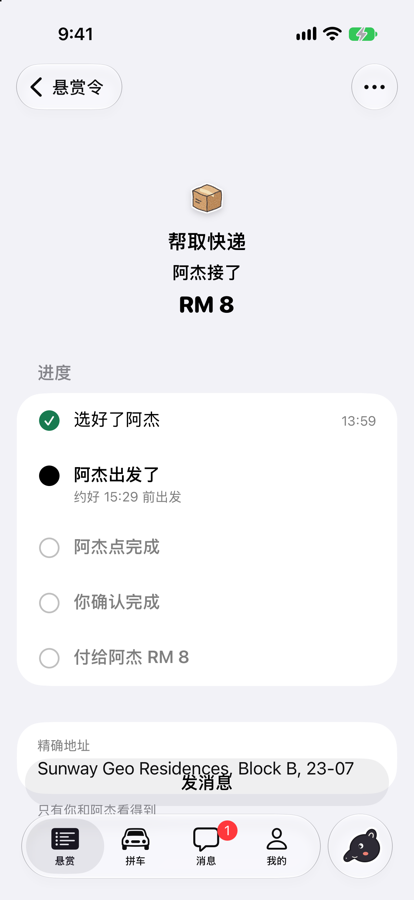 9:41
悬赏令
帮取快递
阿杰接了
RM 8
进度
选好了阿杰 13:59
阿杰出发了
约好 15:29 前出发
阿杰点完成
你确认完成
付给阿杰 RM 8
精确地址
Sunway Geo Residences, Block B, 23-07
发消息
只有你和阿杰看得到
1
悬赏 拼车 消息 我的